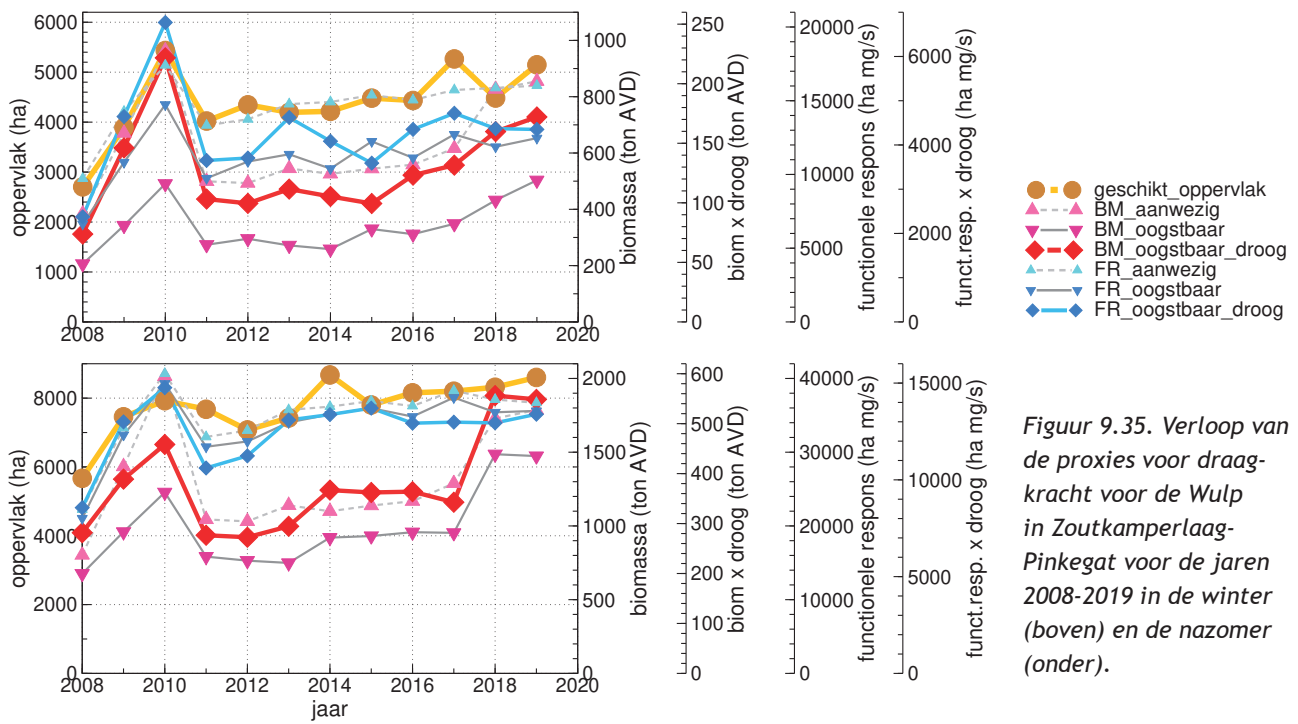 6000
5000
4000
3000
2000
1000
0
oppervlak (ha)
2008
2010
2012
2014
2016
2018
2020
1000
800
600
400
200
0
biomassa (ton AVD)
250
200
150
100
50
0
biom x droog (ton AVD)
20000
15000
10000
5000
0
functionele respons (ha mg/s)
6000
4000
2000
0
funct.resp. x droog (ha mg/s)
geschikt_oppervlak
BM_aanwezig
BM_oogstbaar
BM_oogstbaar_droog
FR_aanwezig
FR_oogstbaar
FR_oogstbaar_droog
8000
6000
4000
2000
0
oppervlak (ha)
2008
2010
2012
2014
2016
2018
2020
jaar
2000
1500
1000
500
0
biomassa (ton AVD)
600
500
400
300
200
100
0
biom x droog (ton AVD)
40000
30000
20000
10000
0
functionele respons (ha mg/s)
15000
10000
5000
0
funct.resp. x droog (ha mg/s)
Figuur 9.35. Verloop van
de proxies voor draag-
kracht voor de Wulp
in Zoutkamperlaag-
Pinkegat voor de jaren
2008-2019 in de winter
(boven) en de nazomer
(onder).